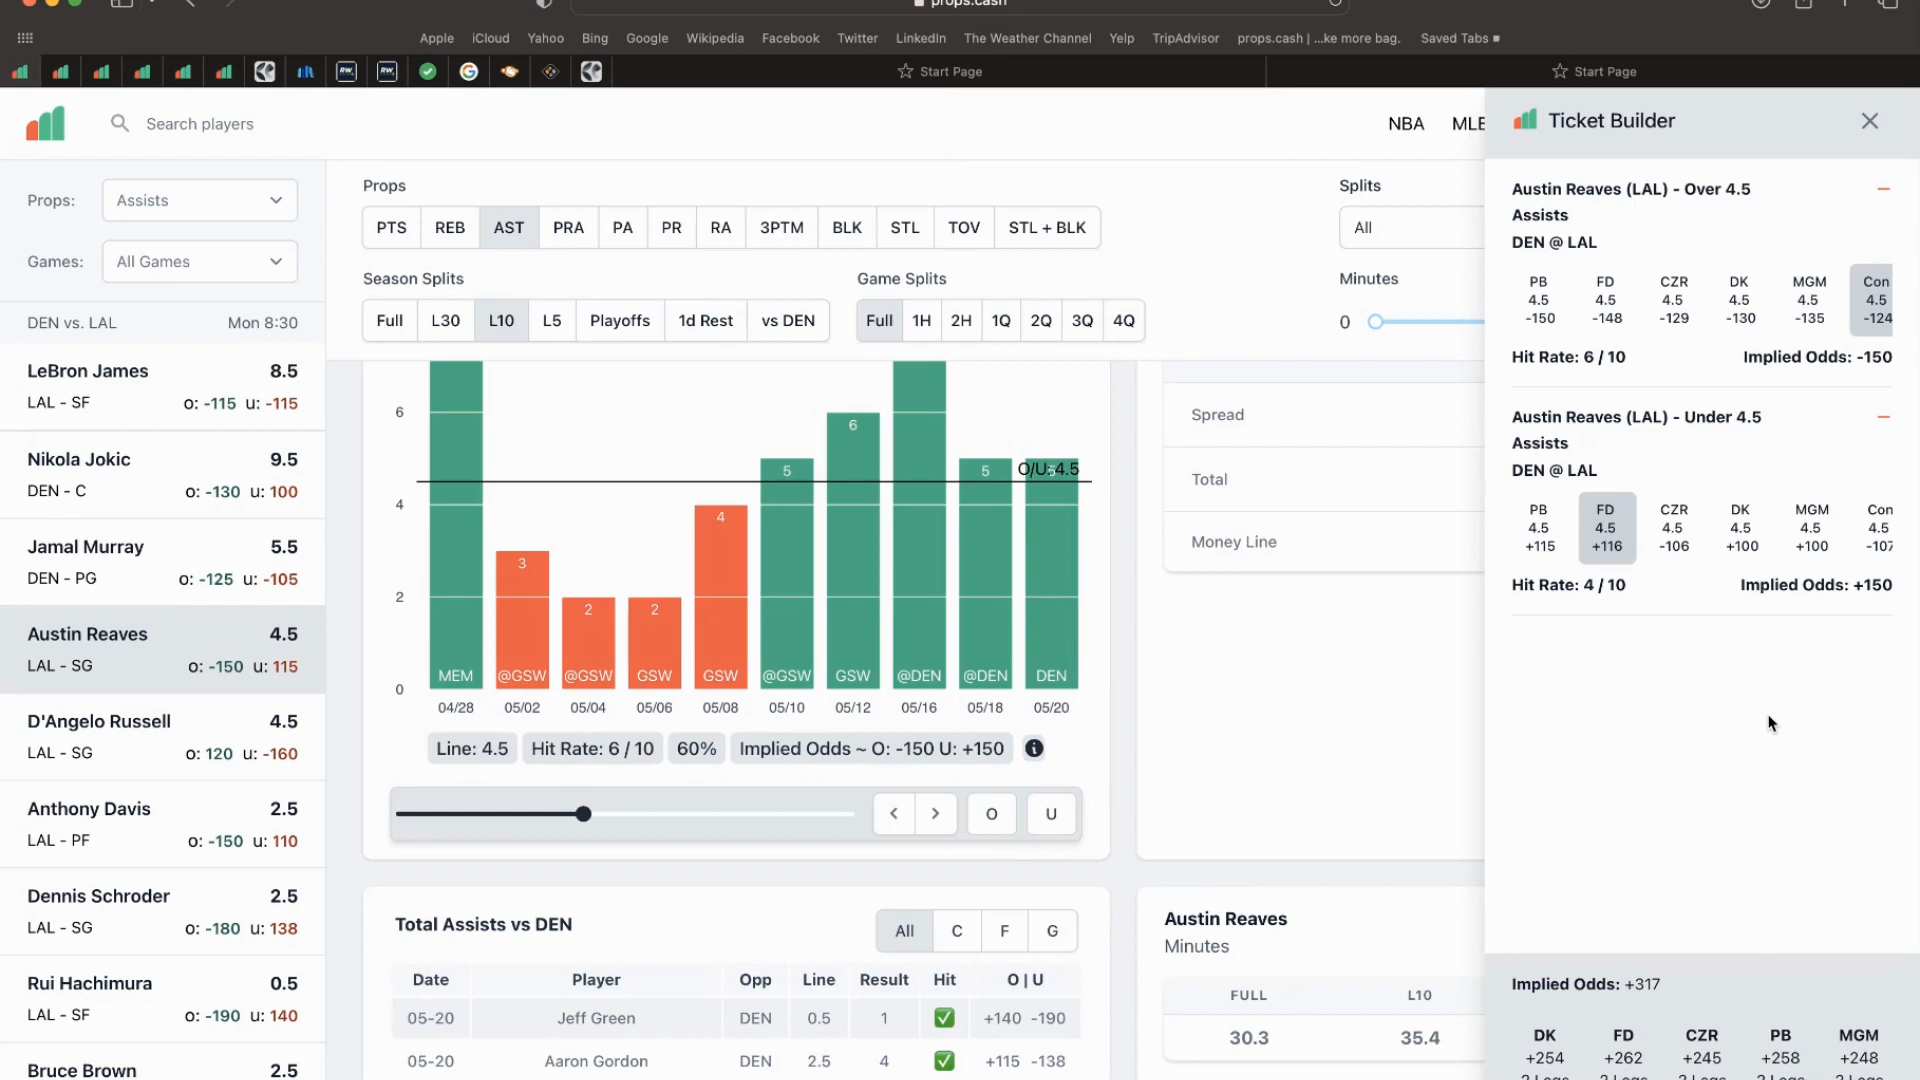 props.cash
Apple iCloud Yahoo Bing Google Wikipedia Facebook Twitter LinkedIn The Weather Channel Yelp TripAdvisor props.cash | ...ke more bag. Saved Tabs
RW RW Start Page Start Page
Search players
NBA MLB
Props: Assists
Games: All Games
DEN vs. LAL Mon 8:30
LeBron James 8.5
LAL - SF o: -115 u: -115
Nikola Jokic 9.5
DEN - C o: -130 u: 100
Jamal Murray 5.5
DEN - PG o: -125 u: -105
Austin Reaves 4.5
LAL - SG o: -150 u: 115
D'Angelo Russell 4.5
LAL - SG o: 120 u: -160
Anthony Davis 2.5
LAL - PF o: -150 u: 110
Dennis Schroder 2.5
LAL - SG o: -180 u: 138
Rui Hachimura 0.5
LAL - SF o: -190 u: 140
Bruce Brown 2.5
Props
PTS REB AST PRA PA PR RA 3PTM BLK STL TOV STL + BLK
Season Splits
Full L30 L10 L5 Playoffs 1d Rest vs DEN
Game Splits
Full 1H 2H 1Q 2Q 3Q 4Q
Splits
All
Minutes
0
6
4
2
0
3 2 2 4 5 6 5 5
O/U: 4.5
MEM @GSW @GSW GSW GSW @GSW GSW @DEN @DEN DEN
04/28 05/02 05/04 05/06 05/08 05/10 05/12 05/16 05/18 05/20
Line: 4.5 Hit Rate: 6 / 10 60% Implied Odds ~ O: -150 U: +150
< > O U
Total Assists vs DEN
All C F G
Date Player Opp Line Result Hit O | U
05-20 Jeff Green DEN 0.5 1 ✅ +140 -190
05-20 Aaron Gordon DEN 2.5 4 ✅ +115 -138
Spread
Total
Money Line
Austin Reaves
Minutes
FULL L10
30.3 35.4
Ticket Builder
Austin Reaves (LAL) - Over 4.5
Assists
DEN @ LAL
PB FD CZR DK MGM Con
4.5 4.5 4.5 4.5 4.5 4.5
-150 -148 -129 -130 -135 -124
Hit Rate: 6 / 10 Implied Odds: -150
Austin Reaves (LAL) - Under 4.5
Assists
DEN @ LAL
PB FD CZR DK MGM Con
4.5 4.5 4.5 4.5 4.5 4.5
+115 +116 -106 +100 +100 -107
Hit Rate: 4 / 10 Implied Odds: +150
Implied Odds: +317
DK FD CZR PB MGM
+254 +262 +245 +258 +248
2 Legs 2 Legs 2 Legs 2 Legs 2 Legs